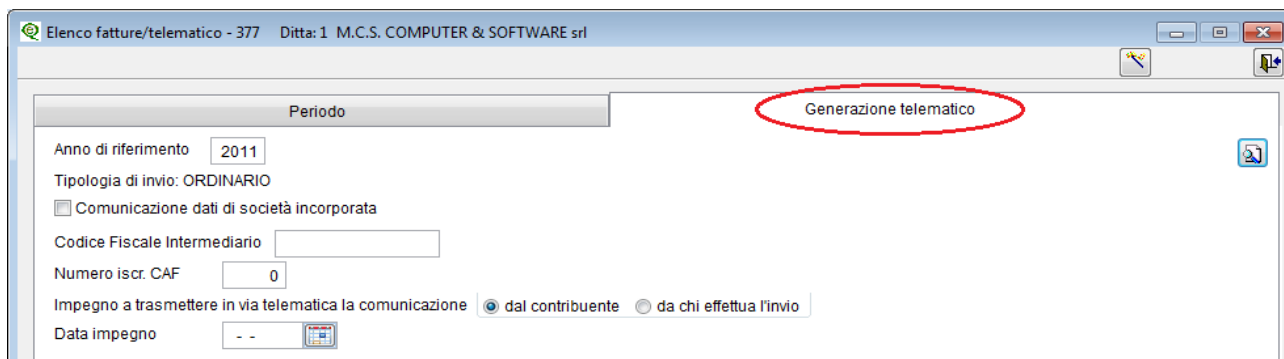 Elenco fatture/telematico - 377 Ditta: 1 M.C.S. COMPUTER & SOFTWARE srl
Periodo Generazione telematico
Anno di riferimento 2011
Tipologia di invio: ORDINARIO
Comunicazione dati di società incorporata
Codice Fiscale Intermediario
Numero iscr. CAF 0
Impegno a trasmettere in via telematica la comunicazione dal contribuente da chi effettua l'invio
Data impegno - -